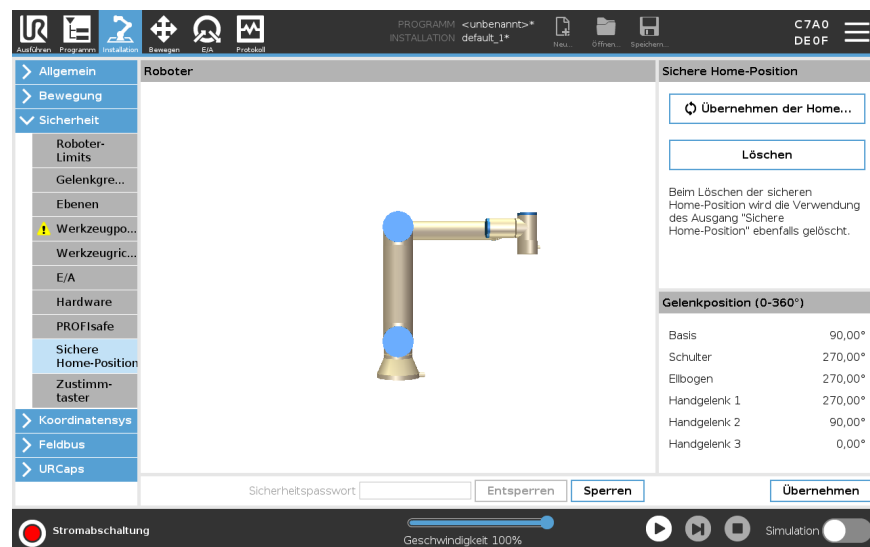 UR
PROGRAMM <unbenannt>*
INSTALLATION default_1*
C7A0
DE0F
Ausführen Programm Installation Bewegen E/A Protokoll
Neu... Öffnen... Speichern...
Allgemein
Bewegung
Sicherheit
Roboter-
Limits
Gelenkgre...
Ebenen
Werkzeugpo...
Werkzeugric...
E/A
Hardware
PROFIsafe
Sichere
Home-Position
Zustimm-
taster
Koordinatensys
Feldbus
URCaps
Roboter
Sichere Home-Position
Übernehmen der Home...
Löschen
Beim Löschen der sicheren
Home-Position wird die Verwendung
des Ausgang "Sichere
Home-Position" ebenfalls gelöscht.
Gelenkposition (0-360°)
Basis 90,00°
Schulter 270,00°
Ellbogen 270,00°
Handgelenk 1 270,00°
Handgelenk 2 90,00°
Handgelenk 3 0,00°
Sicherheitspasswort Entsperren Sperren Übernehmen
Stromabschaltung
Geschwindigkeit 100%
Simulation